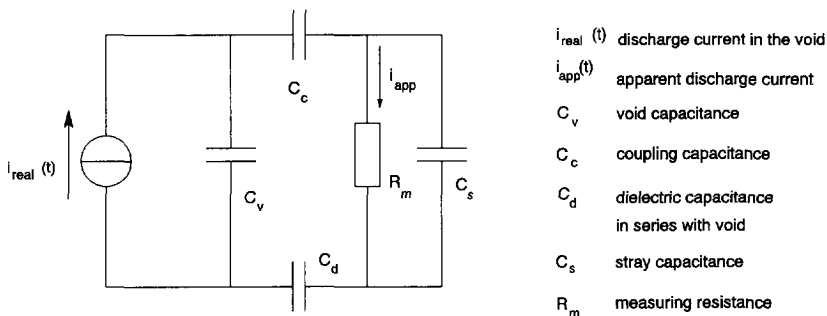 C_c
i_app
i_real (t)
C_v
R_m
C_s
C_d
i_real (t) discharge current in the void
i_app(t) apparent discharge current
C_v void capacitance
C_c coupling capacitance
C_d dielectric capacitance
in series with void
C_s stray capacitance
R_m measuring resistance